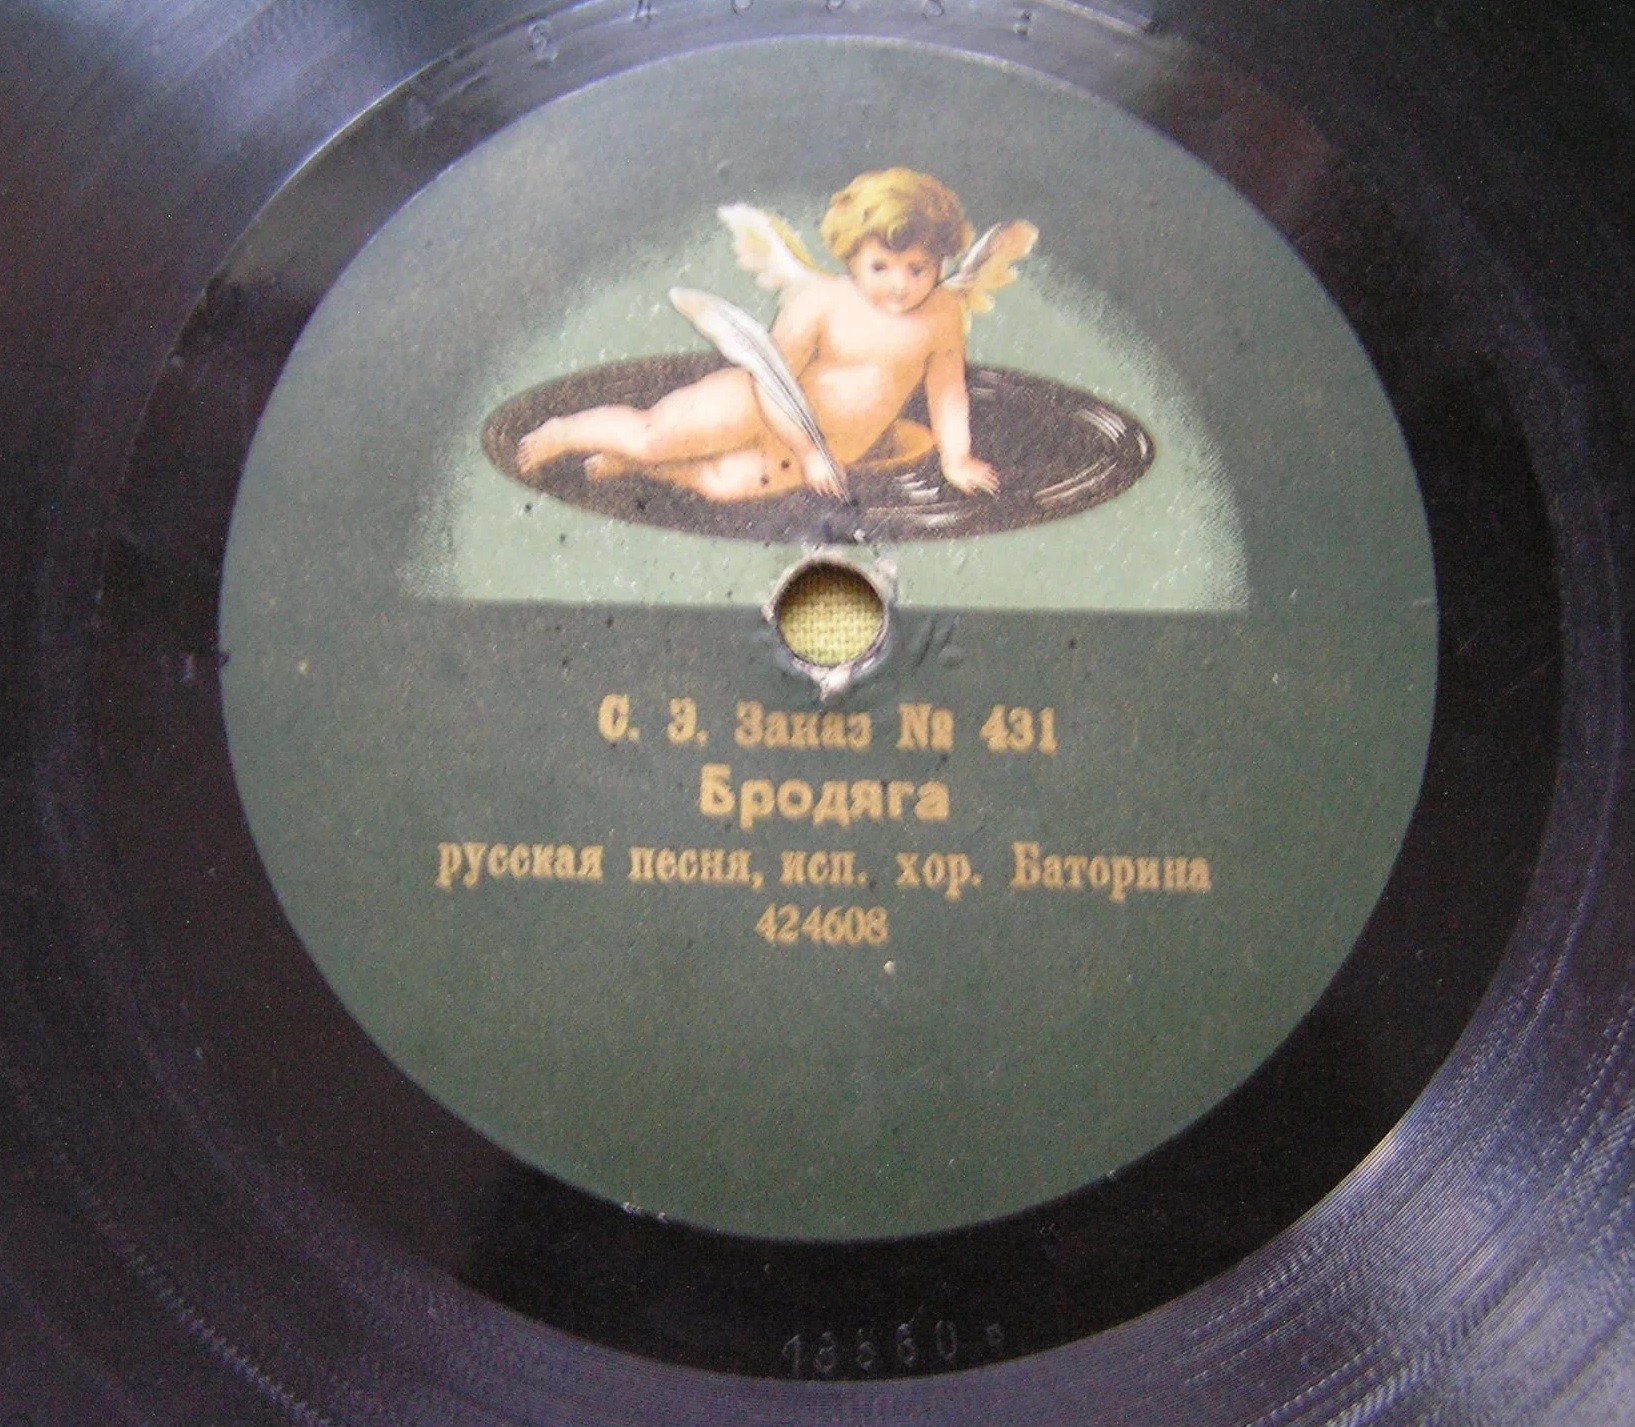 С. Э. Заказ № 431
Бродяга
русская песня, исп. хор. Баторина
424608